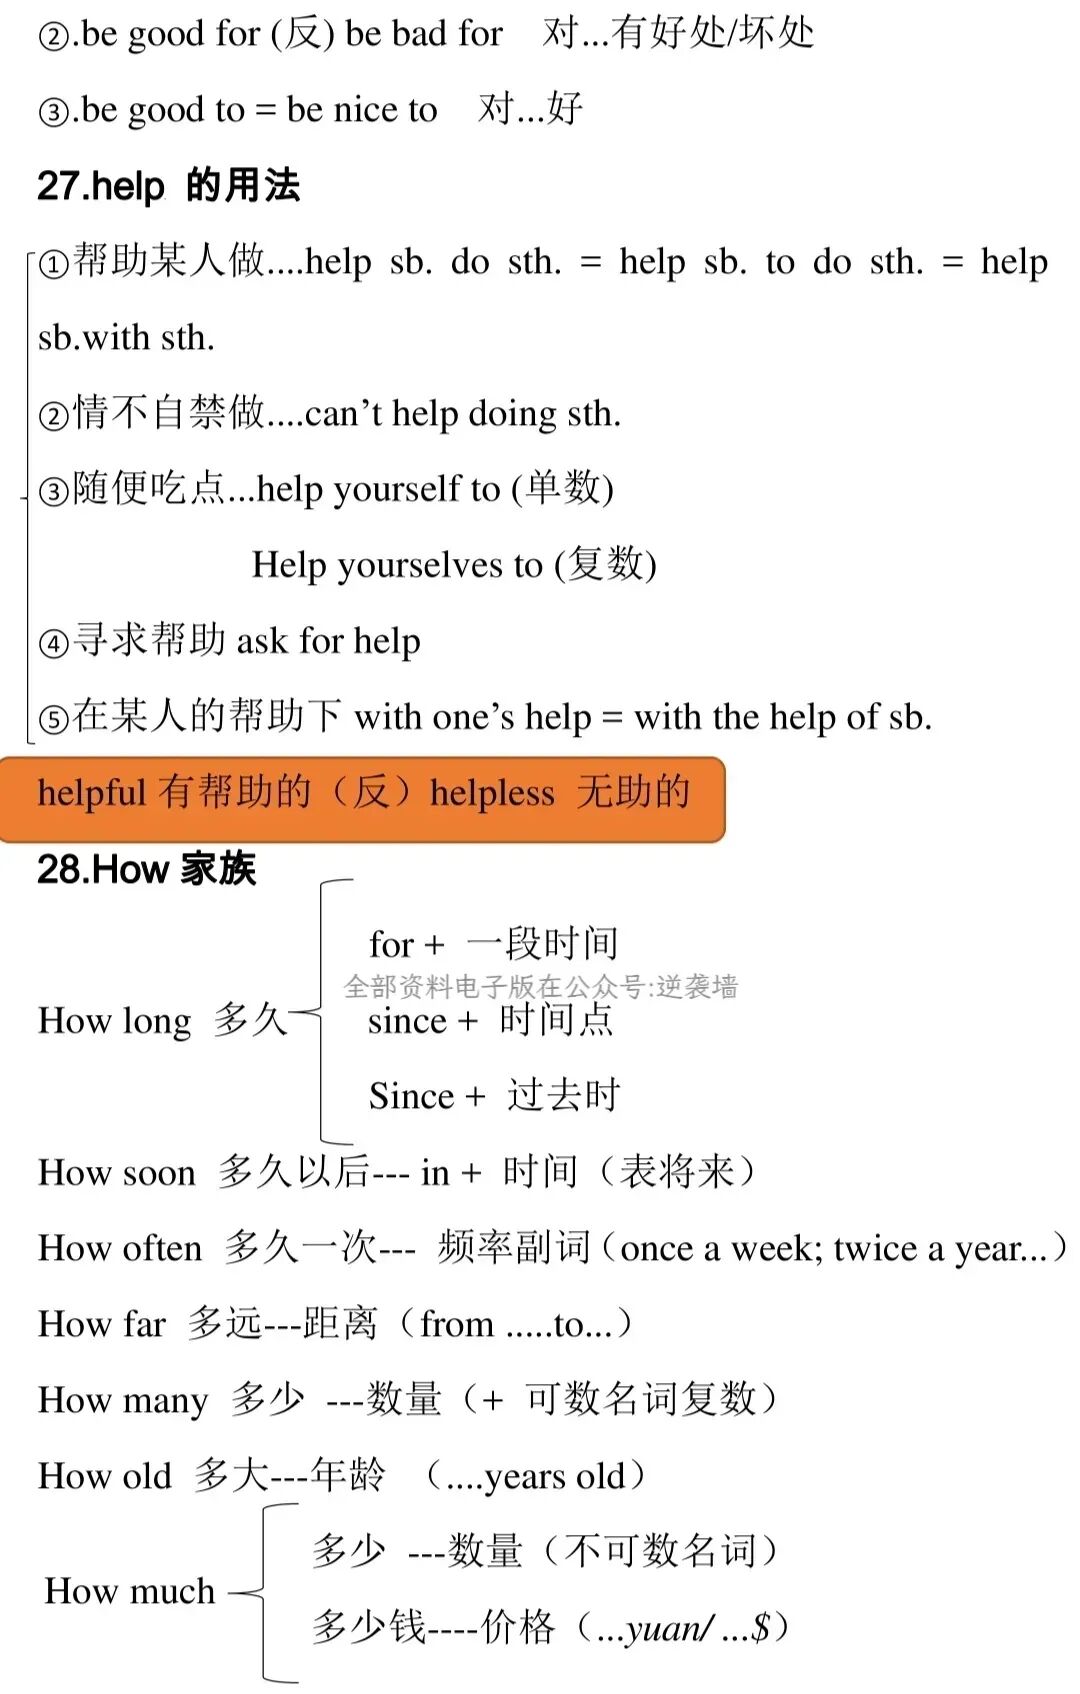 ②.be good for (反) be bad for 对...有好处/坏处
③.be good to = be nice to 对...好
27.help 的用法
①帮助某人做....help sb. do sth. = help sb. to do sth. = help
sb.with sth.
②情不自禁做....can’t help doing sth.
③随便吃点...help yourself to (单数)
Help yourselves to (复数)
④寻求帮助 ask for help
⑤在某人的帮助下 with one’s help = with the help of sb.
helpful 有帮助的（反）helpless 无助的
28.How 家族
for + 一段时间
全部资料电子版在公众号:逆袭墙
How long 多久 since + 时间点
Since + 过去时
How soon 多久以后--- in + 时间（表将来）
How often 多久一次--- 频率副词（once a week; twice a year...）
How far 多远---距离（from .....to...）
How many 多少 ---数量（+ 可数名词复数）
How old 多大---年龄 （....years old）
多少 ---数量（不可数名词）
How much
多少钱----价格（...yuan/ ...$）